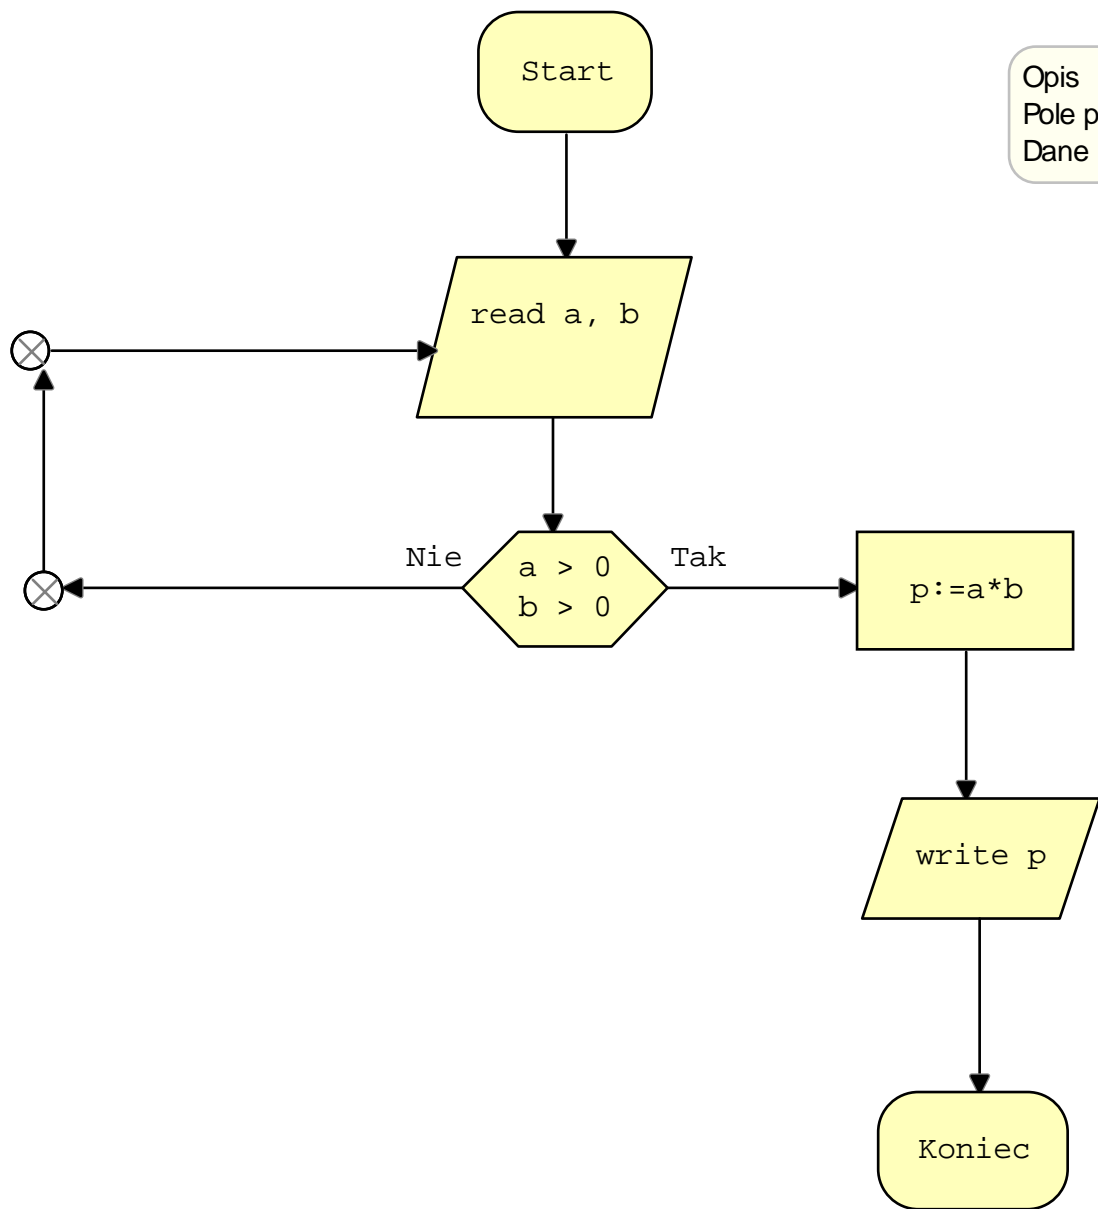 Start
Opis
Pole p
Dane
read a, b
Nie
a > 0
b > 0
Tak
p:=a*b
write p
Koniec